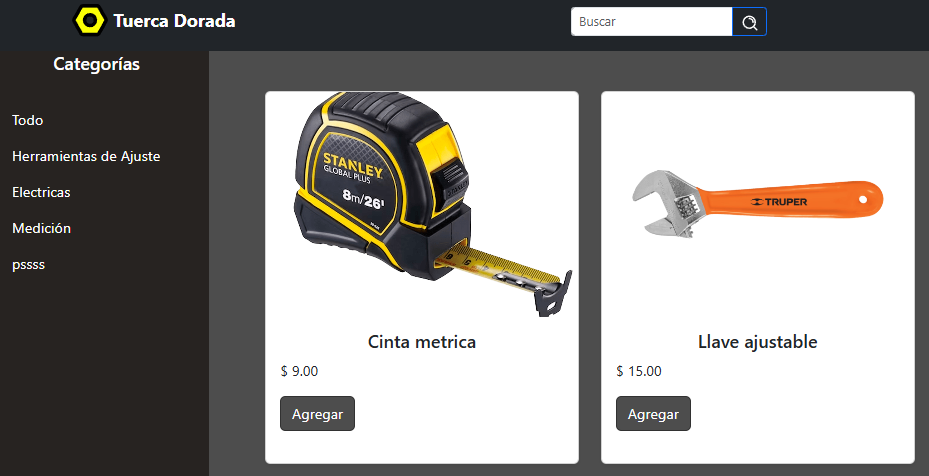 Tuerca Dorada
Buscar
Categorías
Todo
Herramientas de Ajuste
Electricas
Medición
pssss
STANLEY
GLOBAL PLUS
8m/26'
TRUPER
Cinta metrica
Llave ajustable
$ 9.00
$ 15.00
Agregar
Agregar